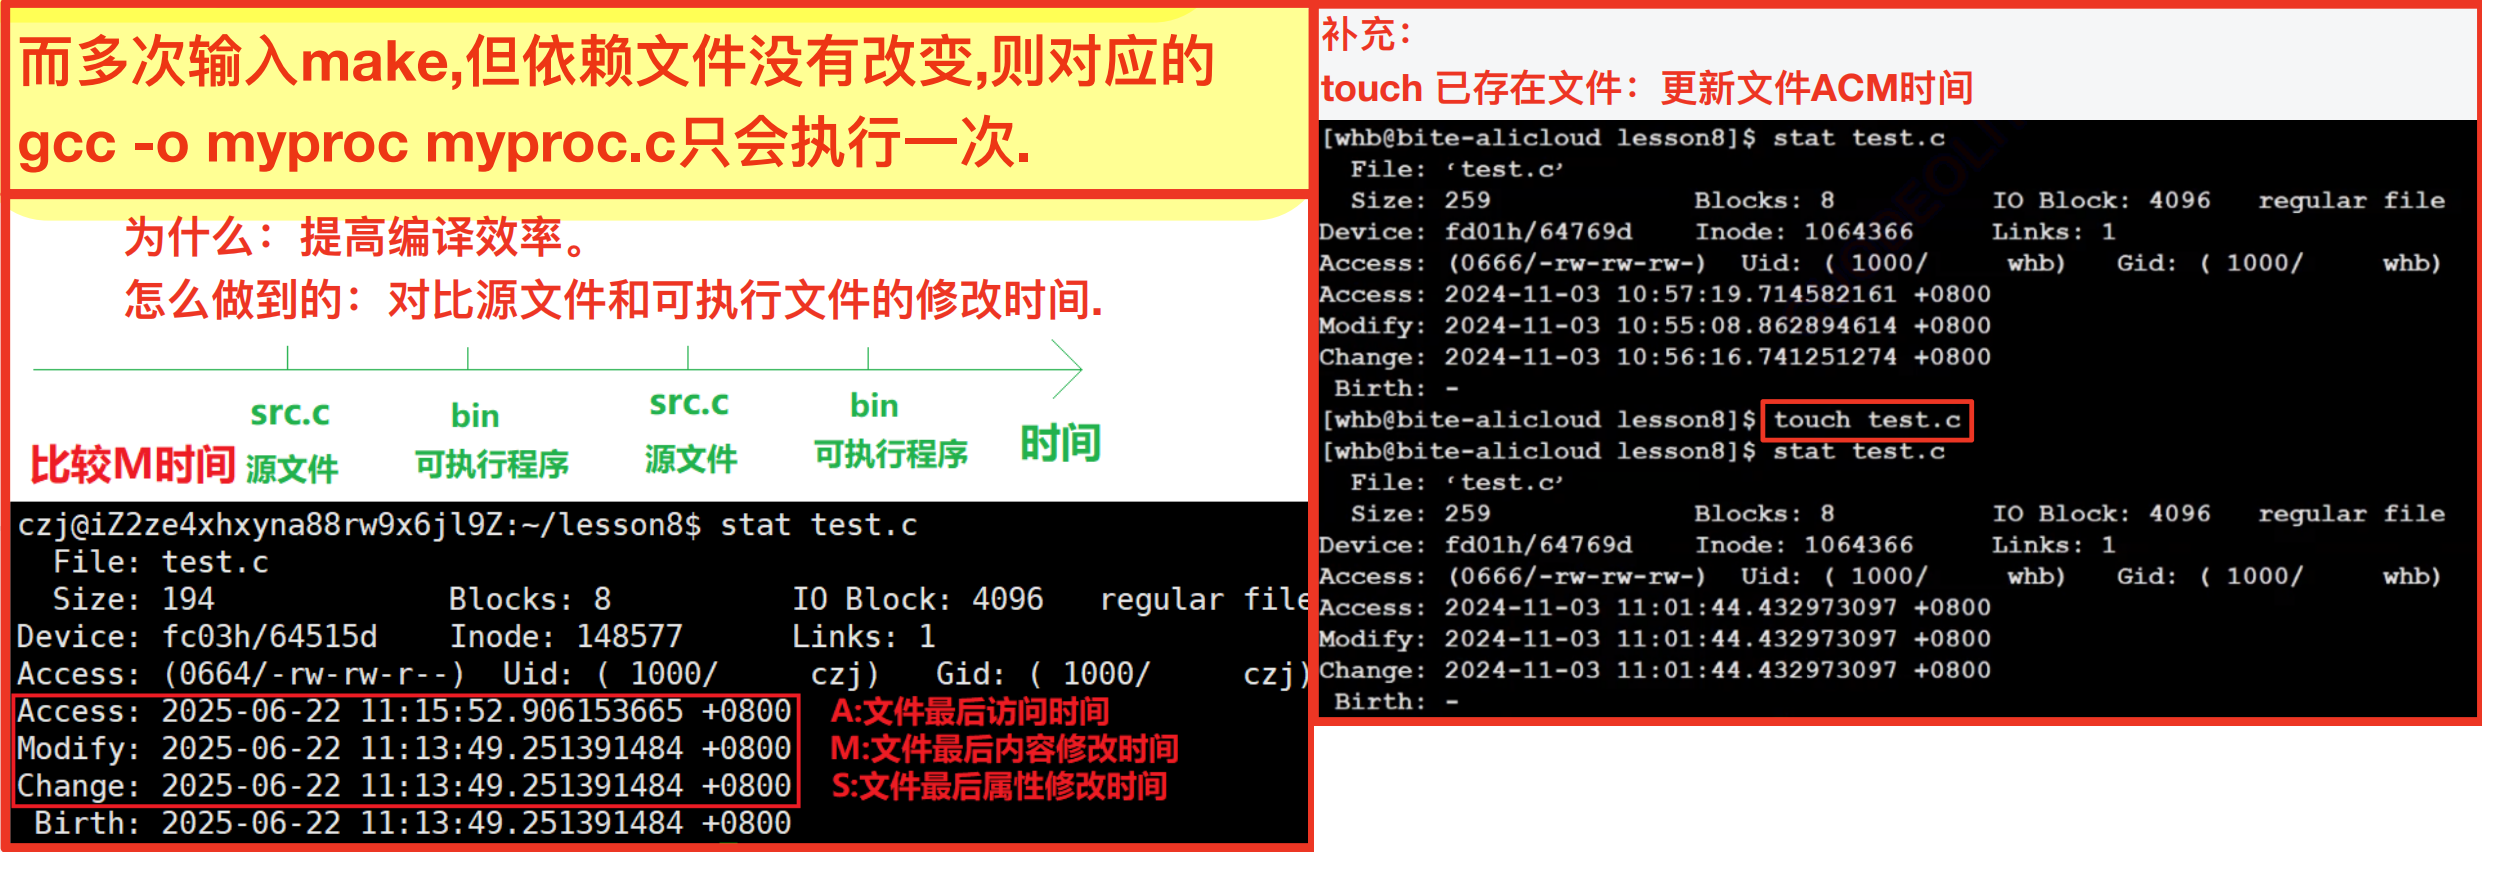 而多次输入make,但依赖文件没有改变,则对应的
gcc -o myproc myproc.c只会执行一次.
为什么：提高编译效率。
怎么做到的：对比源文件和可执行文件的修改时间.
src.c
bin
src.c
bin
比较M时间
源文件
可执行程序
源文件
可执行程序
时间
czj@iZ2ze4xhxyna88rw9x6jl9Z:~/lesson8$ stat test.c
File: test.c
Size: 194 Blocks: 8 IO Block: 4096 regular file
Device: fc03h/64515d Inode: 148577 Links: 1
Access: (0664/-rw-rw-r--) Uid: ( 1000/ czj) Gid: ( 1000/ czj)
Access: 2025-06-22 11:15:52.906153665 +0800 A:文件最后访问时间
Modify: 2025-06-22 11:13:49.251391484 +0800 M:文件最后内容修改时间
Change: 2025-06-22 11:13:49.251391484 +0800 S:文件最后属性修改时间
Birth: 2025-06-22 11:13:49.251391484 +0800
补充：
touch 已存在文件：更新文件ACM时间
[whb@bite-alicloud lesson8]$ stat test.c
File: ‘test.c’
Size: 259 Blocks: 8 IO Block: 4096 regular file
Device: fd01h/64769d Inode: 1064366 Links: 1
Access: (0666/-rw-rw-rw-) Uid: ( 1000/ whb) Gid: ( 1000/ whb)
Access: 2024-11-03 10:57:19.714582161 +0800
Modify: 2024-11-03 10:55:08.862894614 +0800
Change: 2024-11-03 10:56:16.741251274 +0800
Birth: -
[whb@bite-alicloud lesson8]$ touch test.c
[whb@bite-alicloud lesson8]$ stat test.c
File: ‘test.c’
Size: 259 Blocks: 8 IO Block: 4096 regular file
Device: fd01h/64769d Inode: 1064366 Links: 1
Access: (0666/-rw-rw-rw-) Uid: ( 1000/ whb) Gid: ( 1000/ whb)
Access: 2024-11-03 11:01:44.432973097 +0800
Modify: 2024-11-03 11:01:44.432973097 +0800
Change: 2024-11-03 11:01:44.432973097 +0800
Birth: -